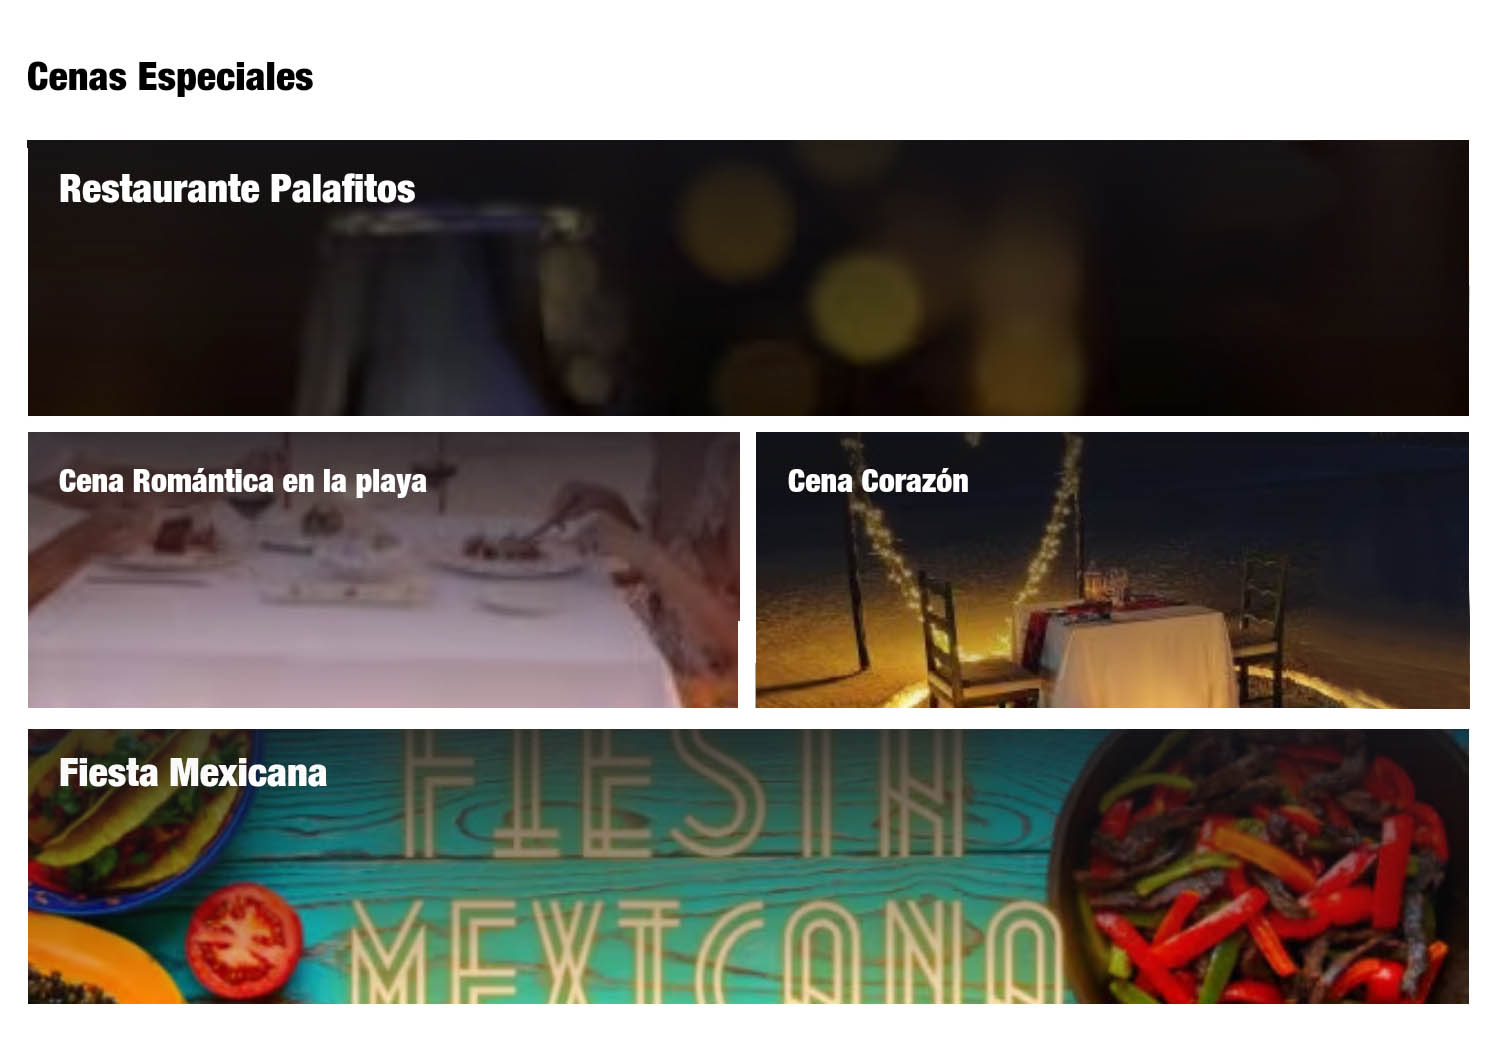 Cenas Especiales
Restaurante Palafitos
Cena Romántica en la playa
Cena Corazón
Fiesta Mexicana
FIESTA
MEXICANA